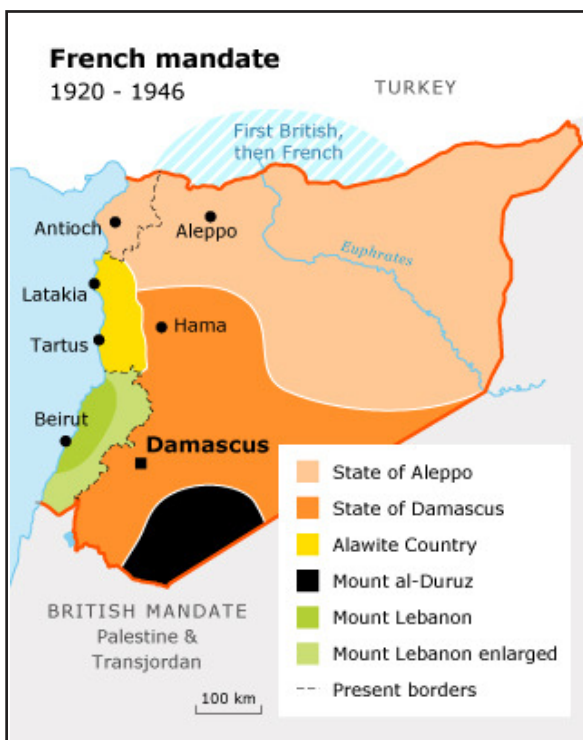 French mandate
1920 - 1946
TURKEY
First British,
then French
Antioch
Aleppo
Euphrates
Latakia
Hama
Tartus
Beirut
Damascus
State of Aleppo
State of Damascus
Alawite Country
Mount al-Duruz
Mount Lebanon
Mount Lebanon enlarged
Present borders
BRITISH MANDATE
Palestine &
Transjordan
100 km